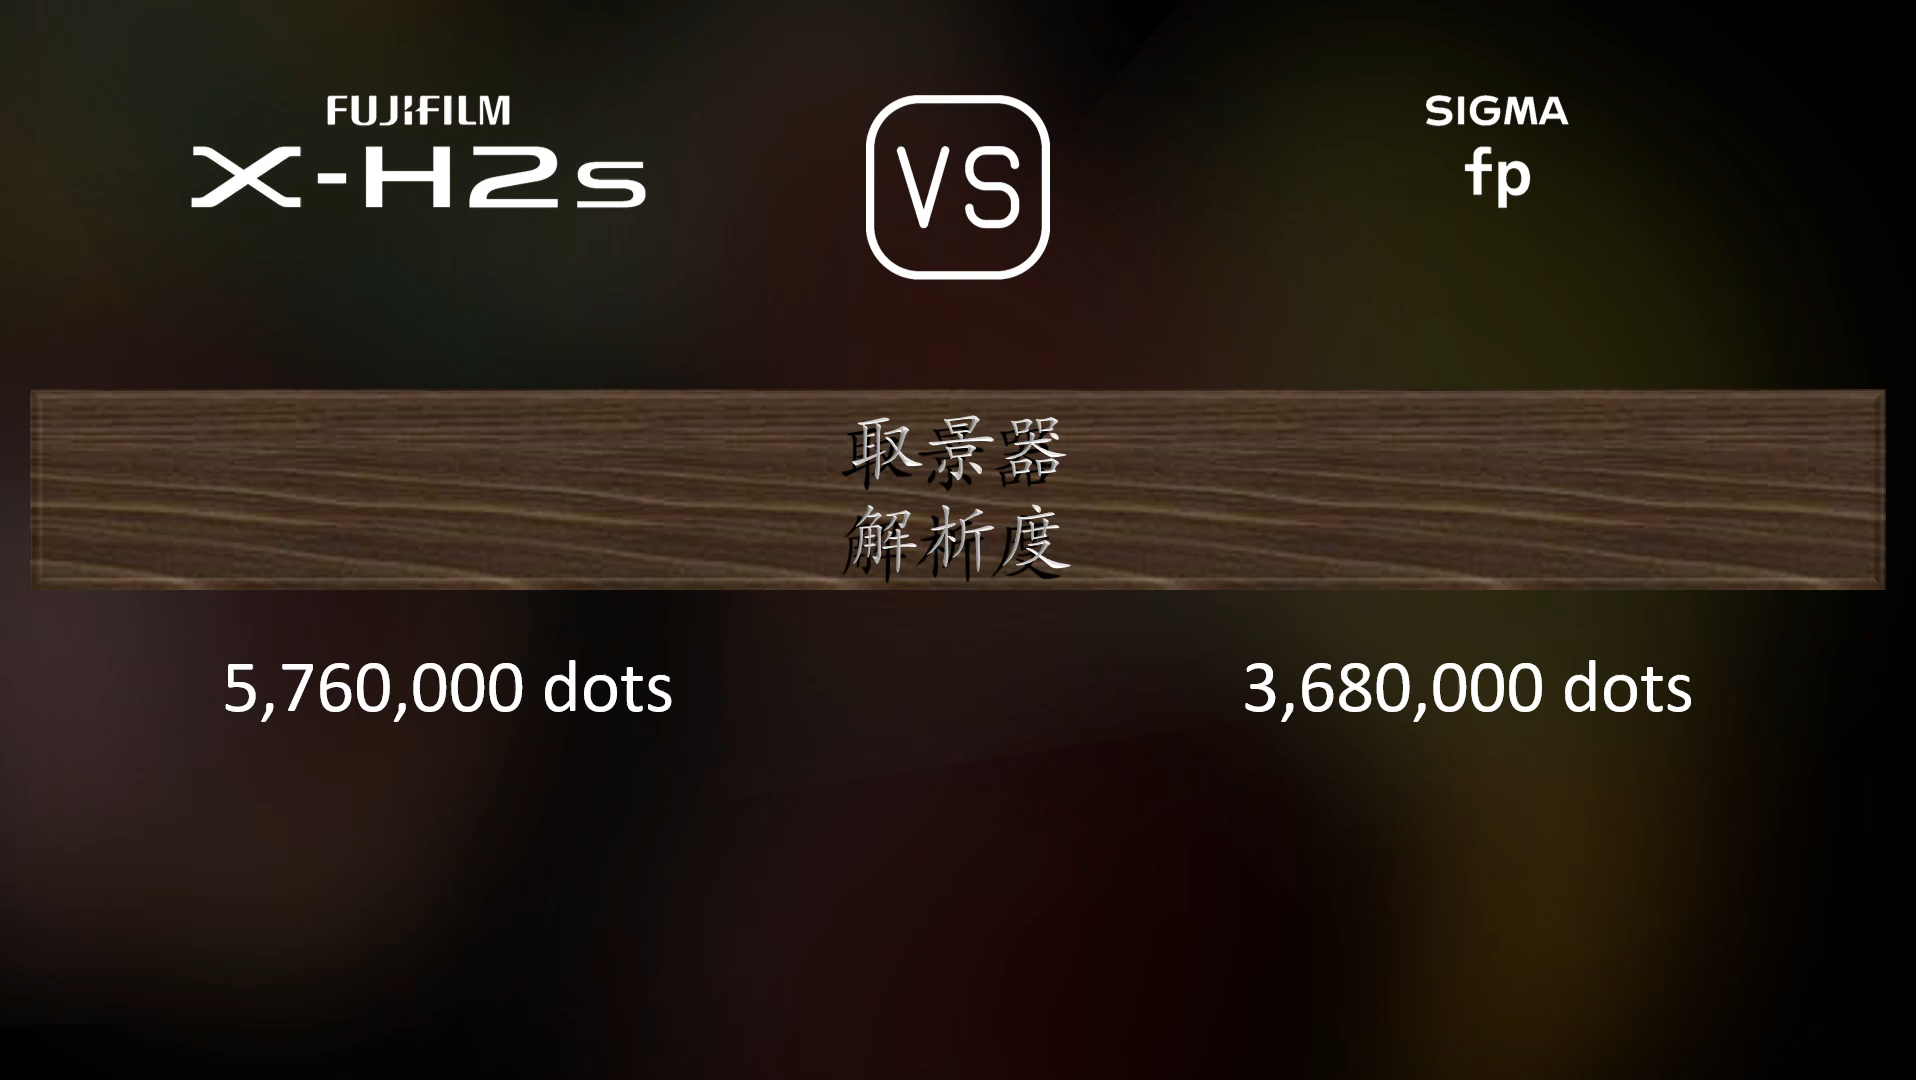 FUJIFILM
X-H2s
VS
SIGMA
fp
取景器
解析度
5,760,000 dots
3,680,000 dots